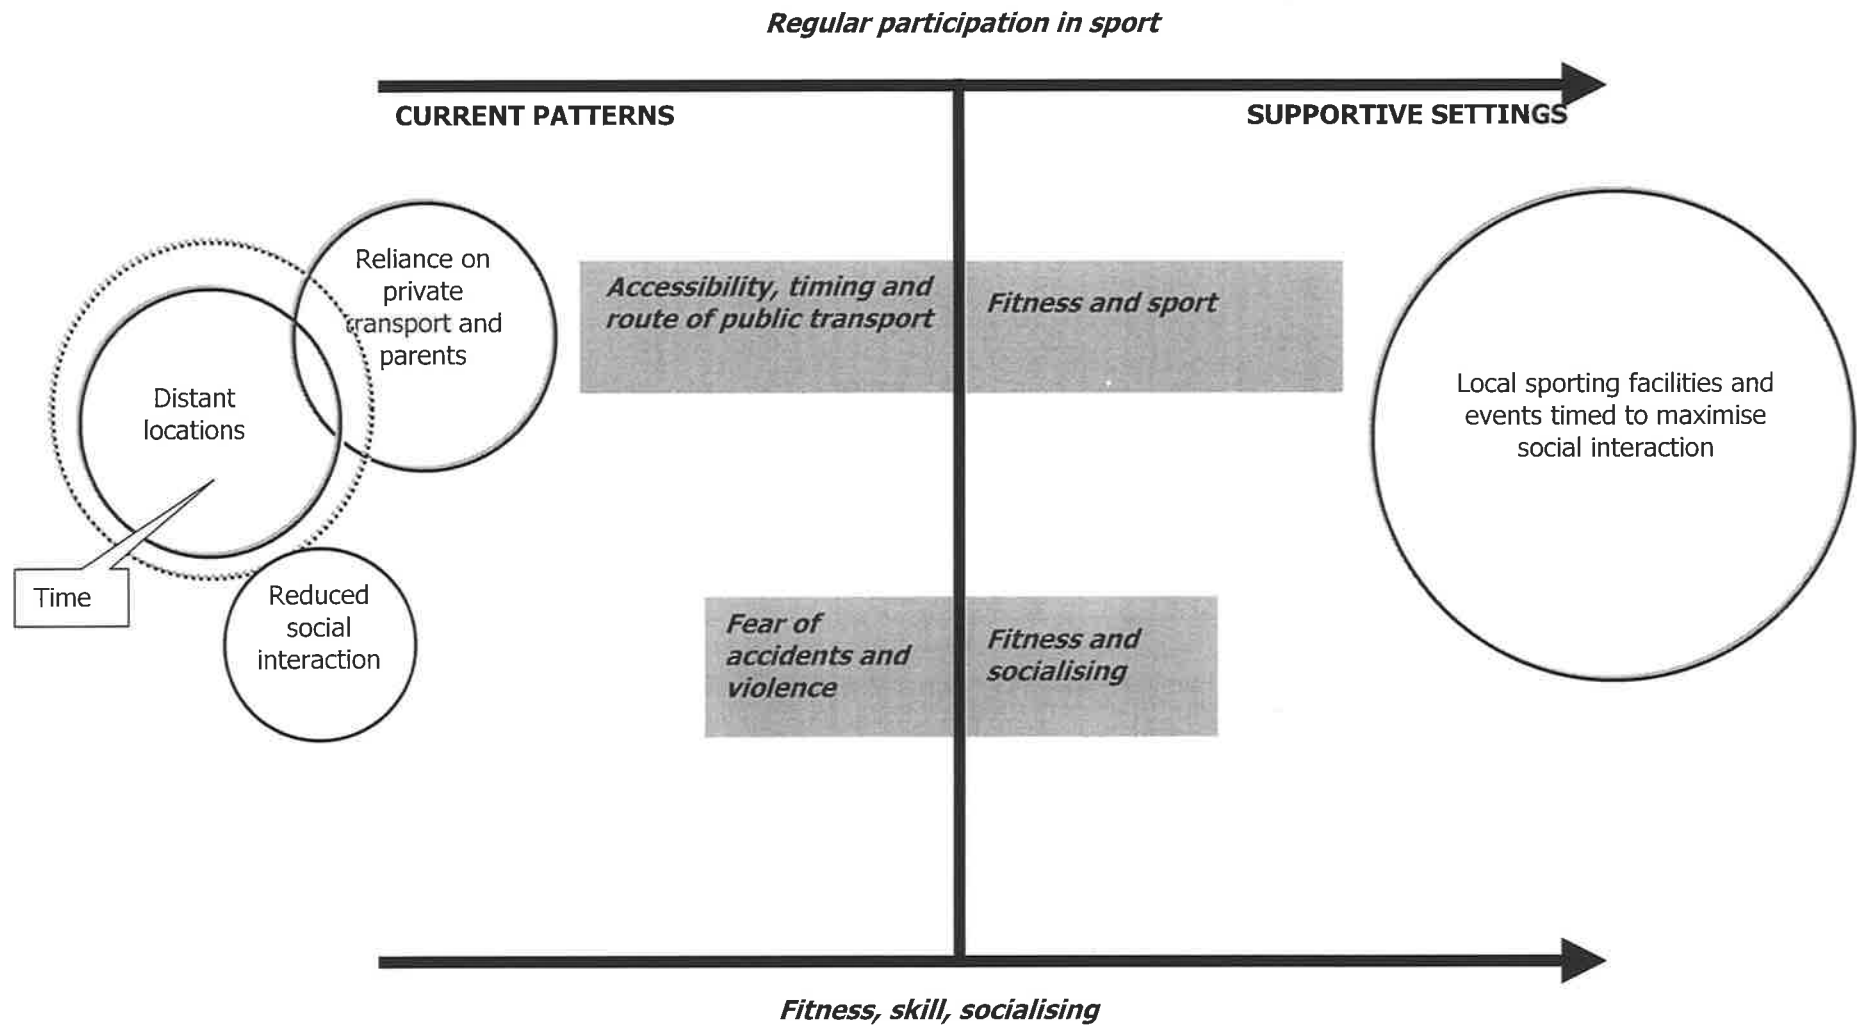 Regular participation in sport
CURRENT PATTERNS
SUPPORTIVE SETTINGS
Reliance on
private
transport and
parents
Accessibility, timing and
route of public transport
Fitness and sport
Distant
locations
Local sporting facilities and
events timed to maximise
social interaction
Time
Reduced
social
interaction
Fear of
accidents and
violence
Fitness and
socialising
Fitness, skill, socialising